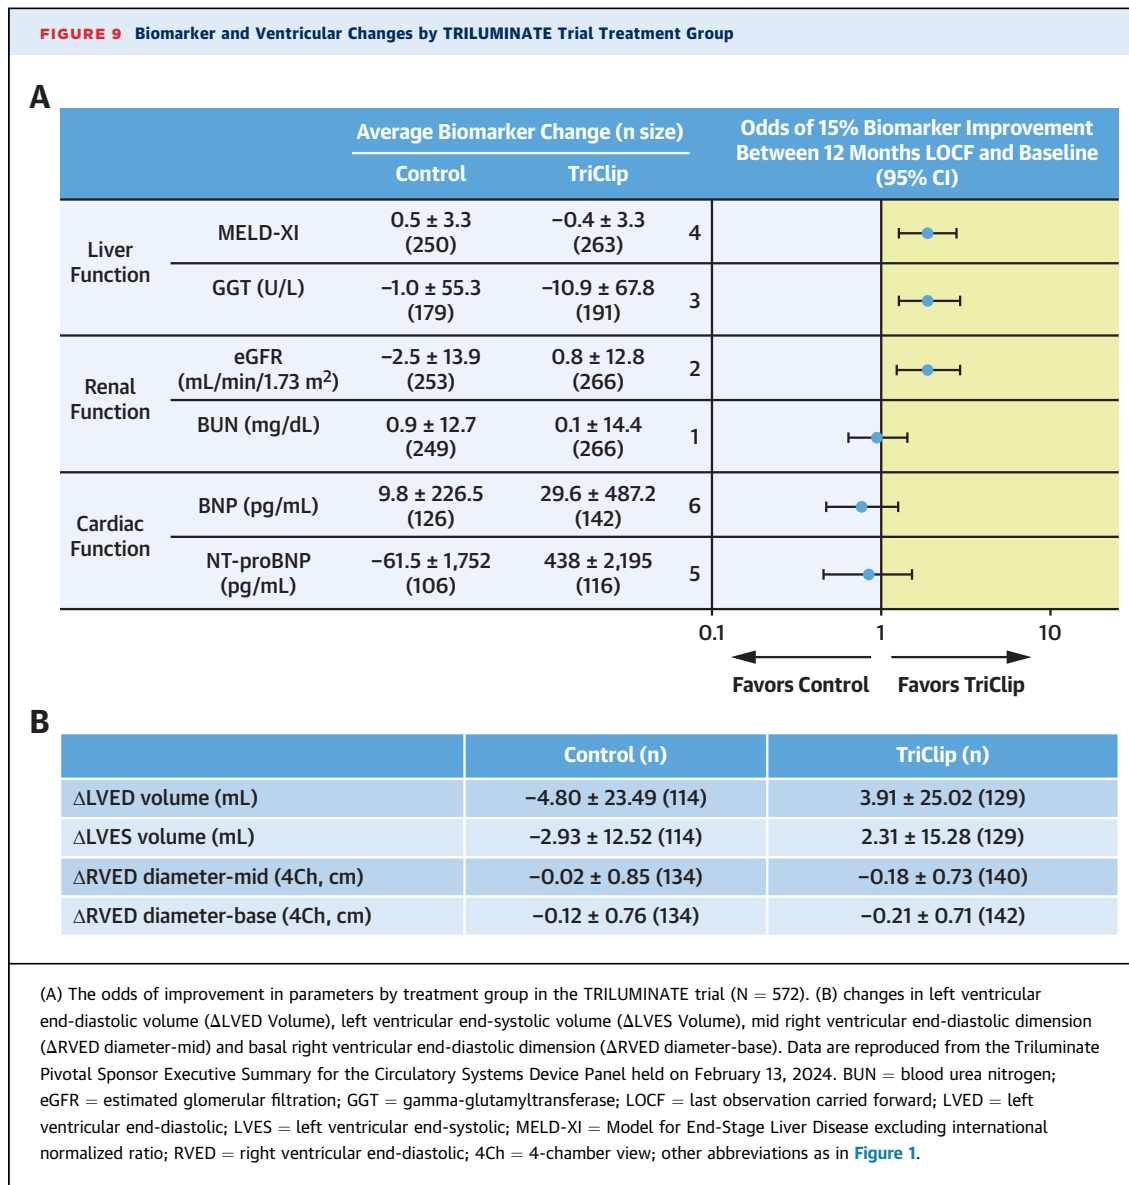 FIGURE 9 Biomarker and Ventricular Changes by TRILUMINATE Trial Treatment Group
A
Average Biomarker Change (n size)
Control TriClip
Odds of 15% Biomarker Improvement
Between 12 Months LOCF and Baseline
(95% CI)
Liver
Function
MELD-XI
0.5 ± 3.3
(250)
−0.4 ± 3.3
(263)
4
GGT (U/L)
−1.0 ± 55.3
(179)
−10.9 ± 67.8
(191)
3
Renal
Function
eGFR
(mL/min/1.73 m²)
−2.5 ± 13.9
(253)
0.8 ± 12.8
(266)
2
BUN (mg/dL)
0.9 ± 12.7
(249)
0.1 ± 14.4
(266)
1
Cardiac
Function
BNP (pg/mL)
9.8 ± 226.5
(126)
29.6 ± 487.2
(142)
6
NT-proBNP
(pg/mL)
−61.5 ± 1,752
(106)
438 ± 2,195
(116)
5
0.1 1 10
Favors Control Favors TriClip
B
Control (n) TriClip (n)
ΔLVED volume (mL) −4.80 ± 23.49 (114) 3.91 ± 25.02 (129)
ΔLVES volume (mL) −2.93 ± 12.52 (114) 2.31 ± 15.28 (129)
ΔRVED diameter-mid (4Ch, cm) −0.02 ± 0.85 (134) −0.18 ± 0.73 (140)
ΔRVED diameter-base (4Ch, cm) −0.12 ± 0.76 (134) −0.21 ± 0.71 (142)
(A) The odds of improvement in parameters by treatment group in the TRILUMINATE trial (N = 572). (B) changes in left ventricular
end-diastolic volume (ΔLVED Volume), left ventricular end-systolic volume (ΔLVES Volume), mid right ventricular end-diastolic dimension
(ΔRVED diameter-mid) and basal right ventricular end-diastolic dimension (ΔRVED diameter-base). Data are reproduced from the Triluminate
Pivotal Sponsor Executive Summary for the Circulatory Systems Device Panel held on February 13, 2024. BUN = blood urea nitrogen;
eGFR = estimated glomerular filtration; GGT = gamma-glutamyltransferase; LOCF = last observation carried forward; LVED = left
ventricular end-diastolic; LVES = left ventricular end-systolic; MELD-XI = Model for End-Stage Liver Disease excluding international
normalized ratio; RVED = right ventricular end-diastolic; 4Ch = 4-chamber view; other abbreviations as in Figure 1.